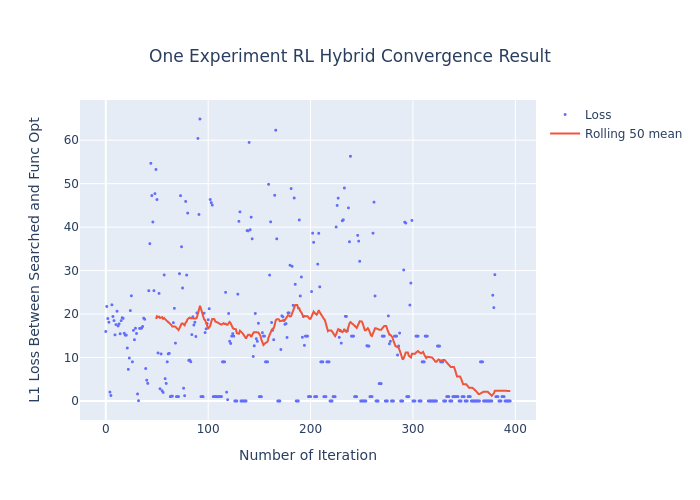 One Experiment RL Hybrid Convergence Result
L1 Loss Between Searched and Func Opt
60
50
40
30
20
10
0
0 100 200 300 400
Number of Iteration
Loss
Rolling 50 mean